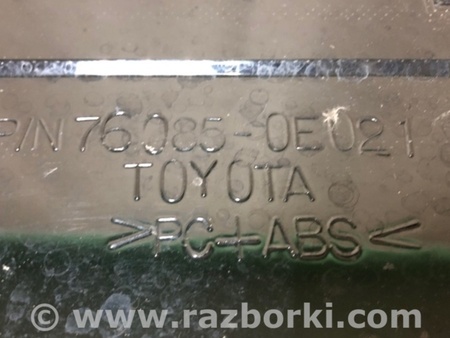 P/N 76085-0E021
TOYOTA
>PC+ABS<
© www.razborki.com